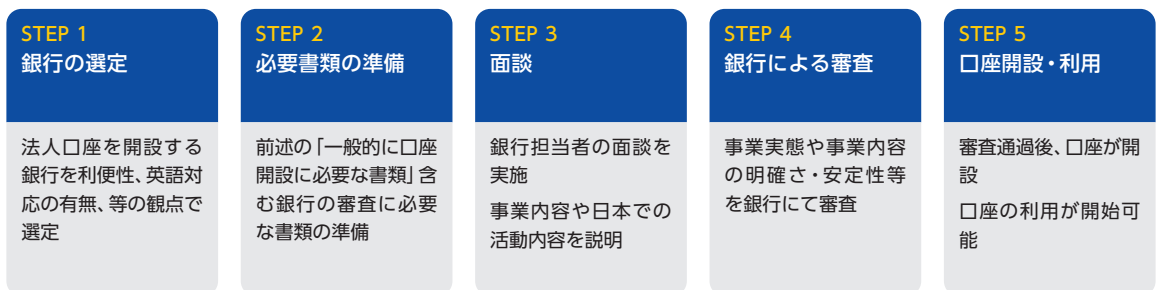 STEP 1
銀行の選定
法人口座を開設する
銀行を利便性、英語対
応の有無、等の観点で
選定
STEP 2
必要書類の準備
前述の「一般的に口座
開設に必要な書類」含
む銀行の審査に必要
な書類の準備
STEP 3
面談
銀行担当者の面談を
実施
事業内容や日本での
活動内容を説明
STEP 4
銀行による審査
事業実態や事業内容
の明確さ・安定性等
を銀行にて審査
STEP 5
口座開設・利用
審査通過後、口座が開
設
口座の利用が開始可
能